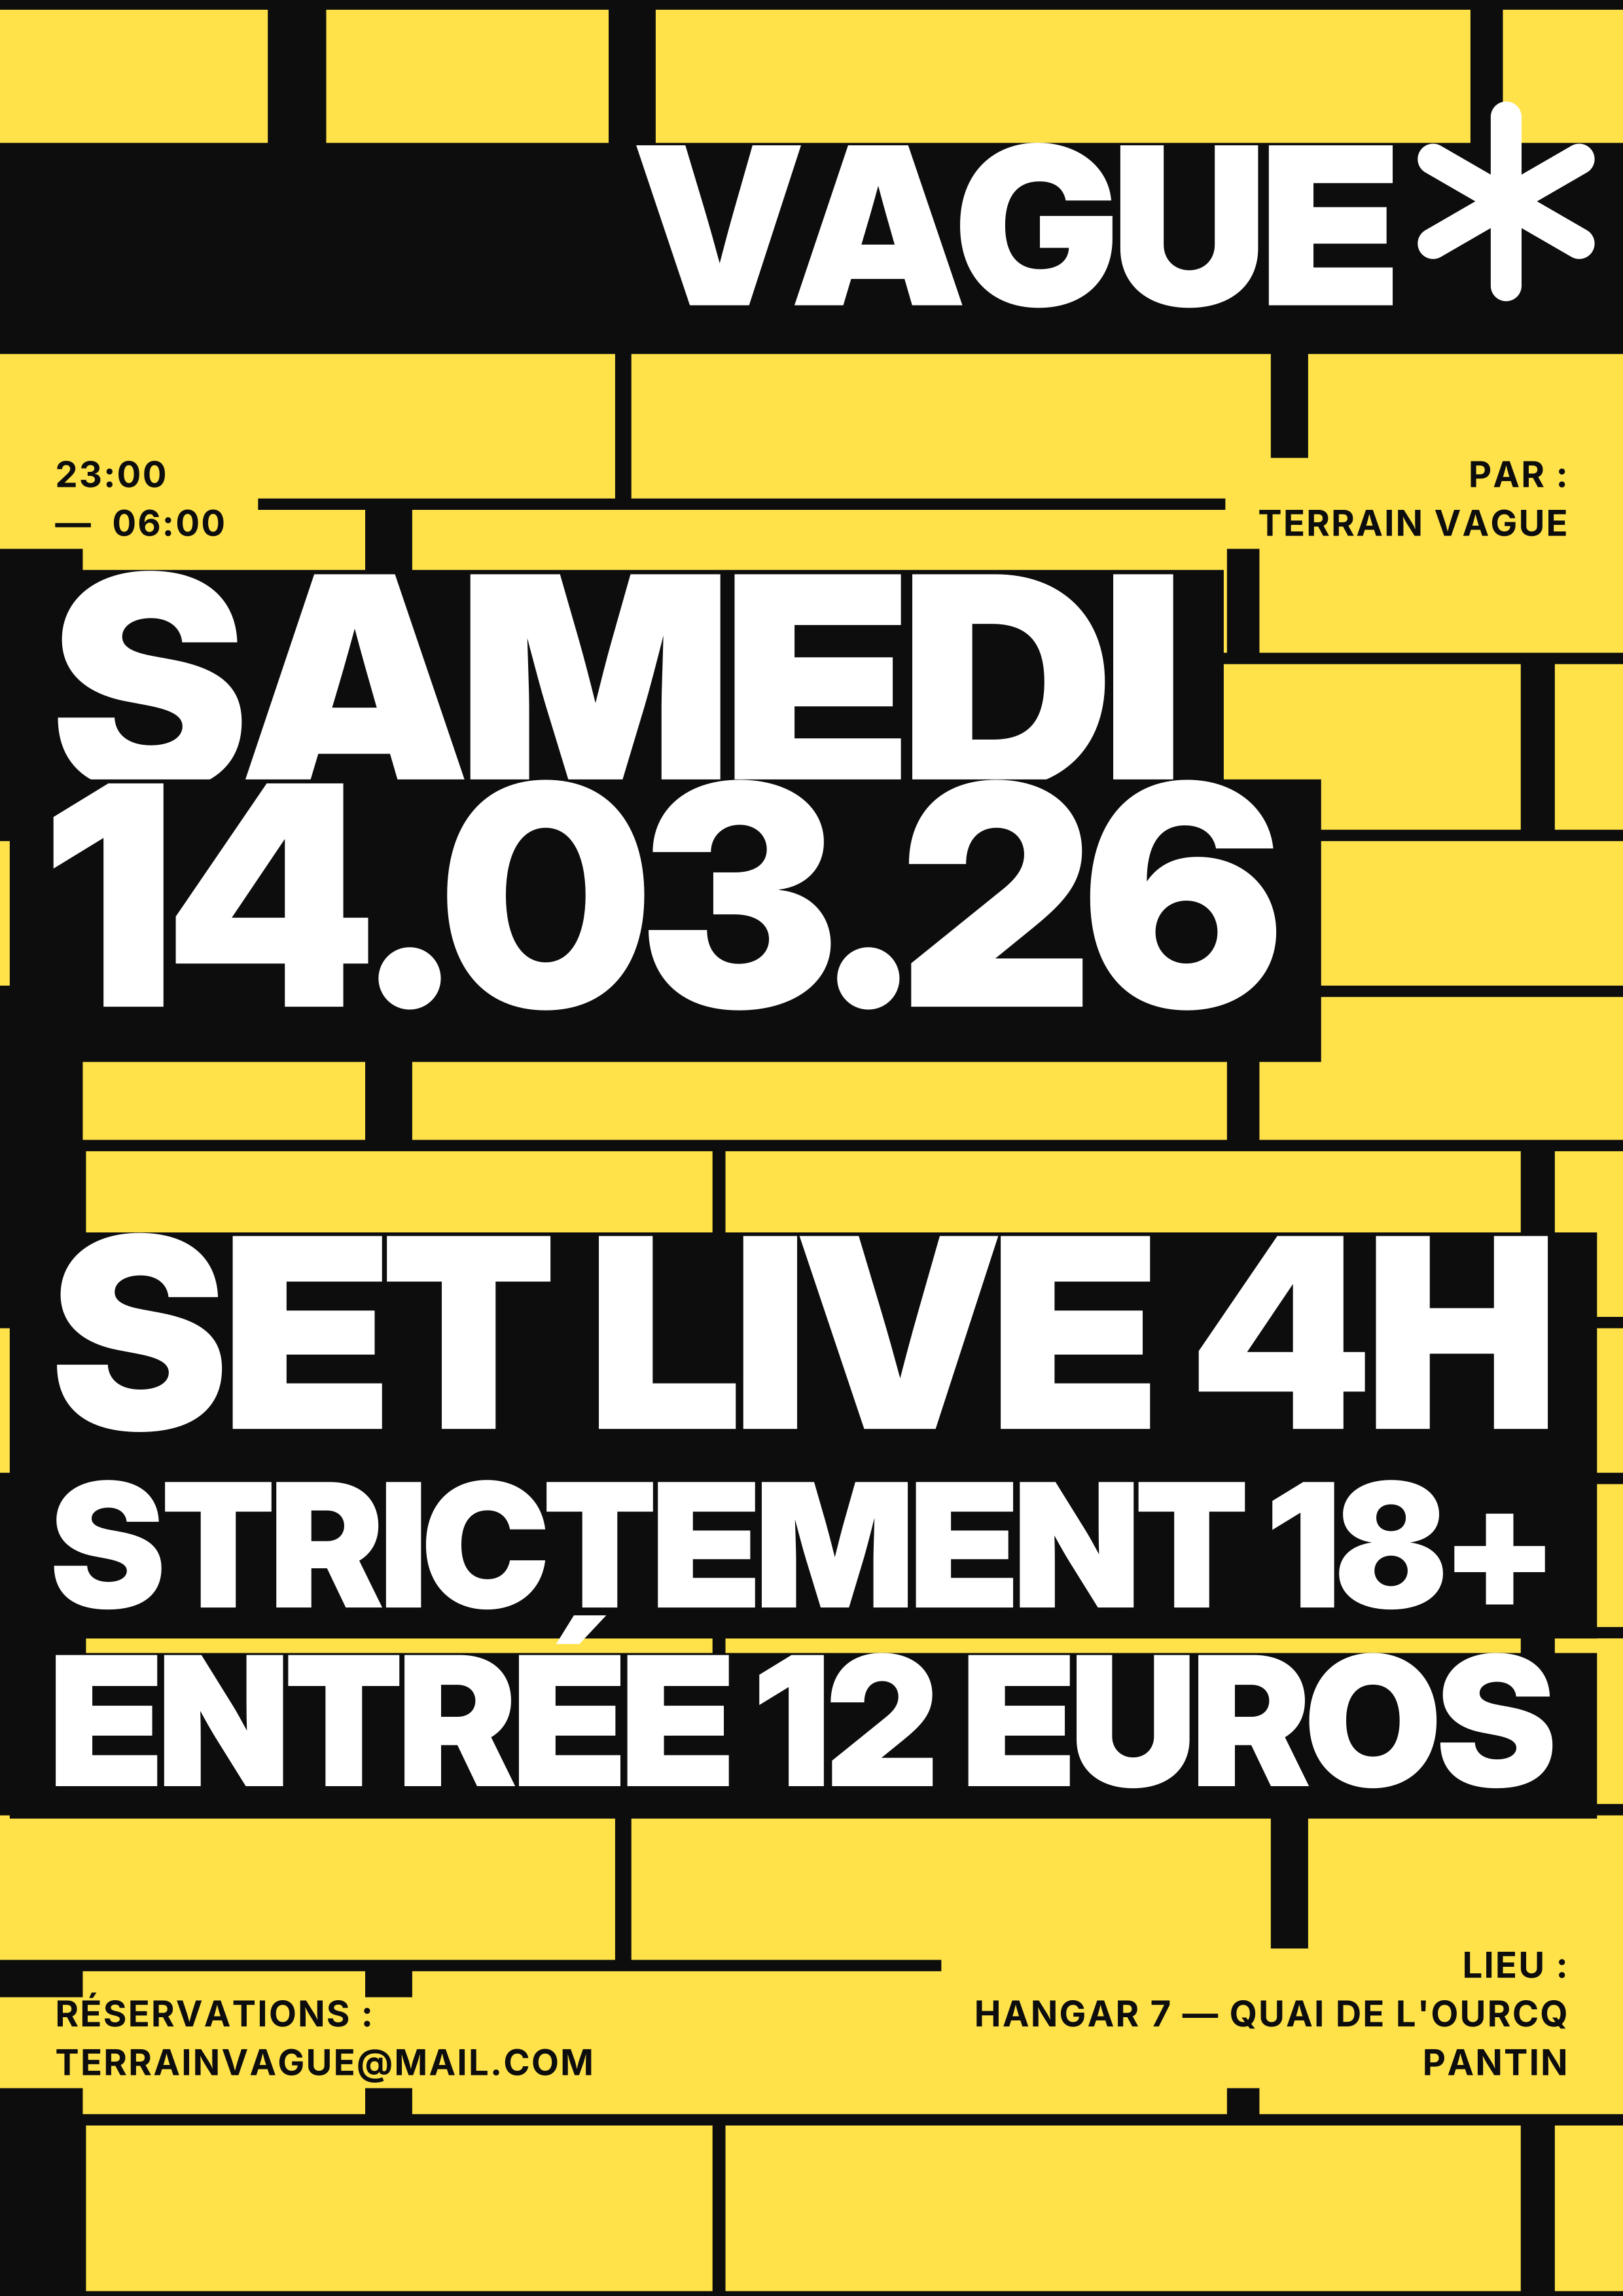 VAGUE*
23:00
— 06:00
PAR :
TERRAIN VAGUE
SAMEDI
14.03.26
SET LIVE 4H
STRICTEMENT 18+
ENTRÉE 12 EUROS
RÉSERVATIONS :
TERRAINVAGUE@MAIL.COM
LIEU :
HANGAR 7 — QUAI DE L'OURCQ
PANTIN